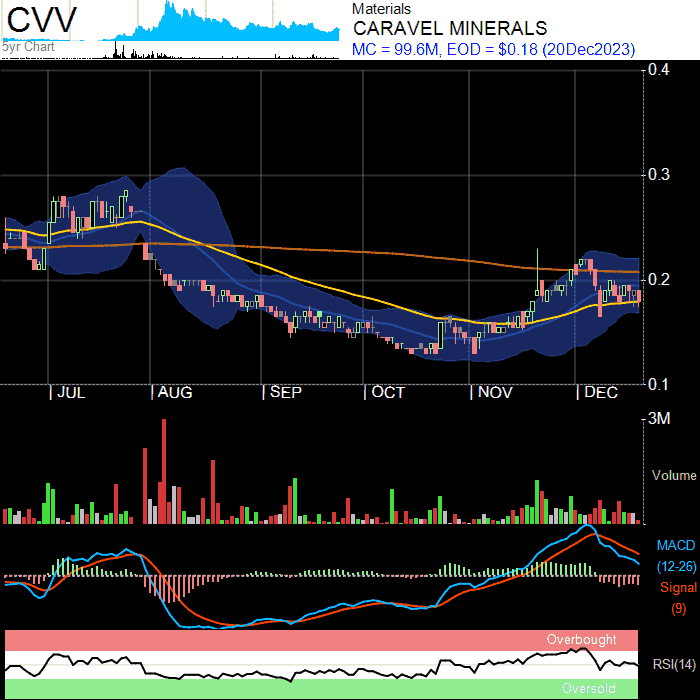 CVV
5yr Chart
Materials
CARAVEL MINERALS
MC = 99.6M, EOD = $0.18 (20Dec2023)
0.4
0.3
0.2
0.1
JUL
AUG
SEP
OCT
NOV
DEC
3M
Volume
MACD
(12-26)
Signal
(9)
Overbought
RSI(14)
Oversold